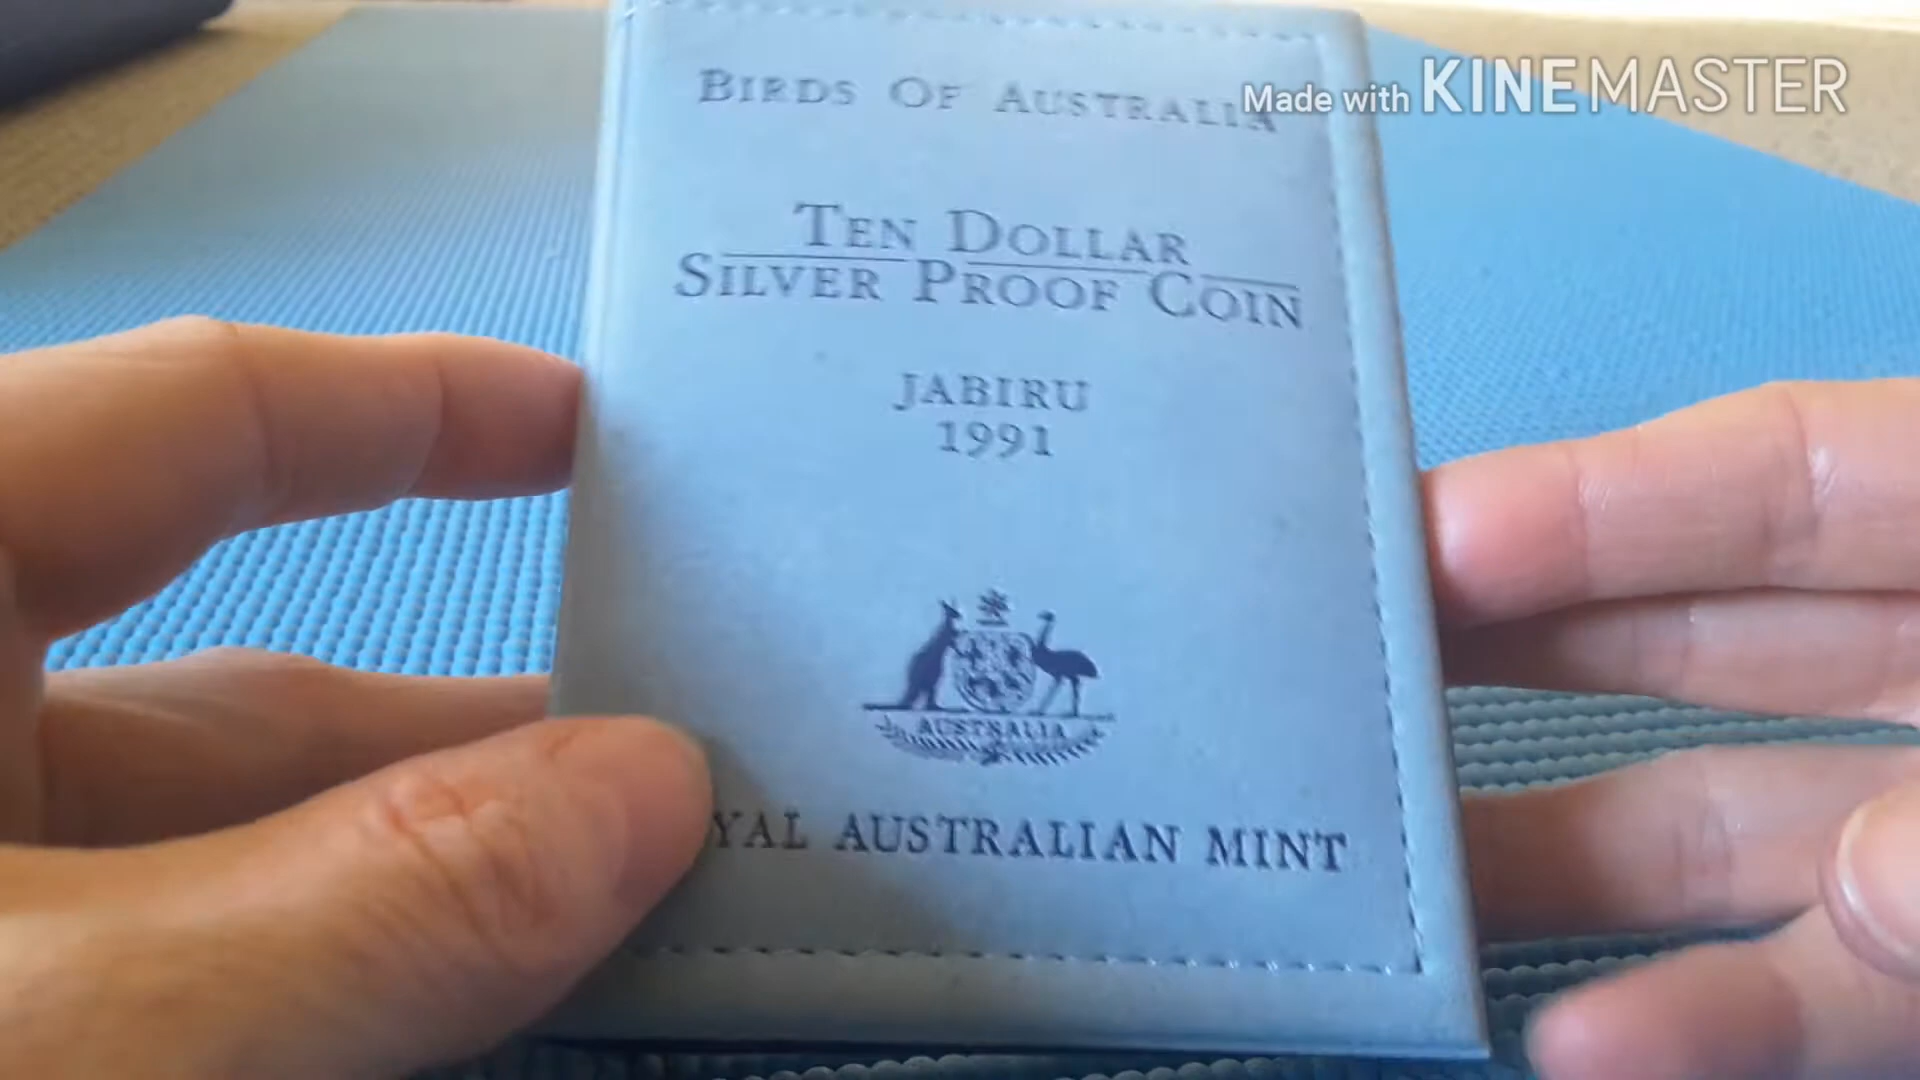 BIRDS OF AUSTRALIA
Made with KINEMASTER
TEN DOLLAR
SILVER PROOF COIN
JABIRU
1991
AUSTRALIA
YAL AUSTRALIAN MINT